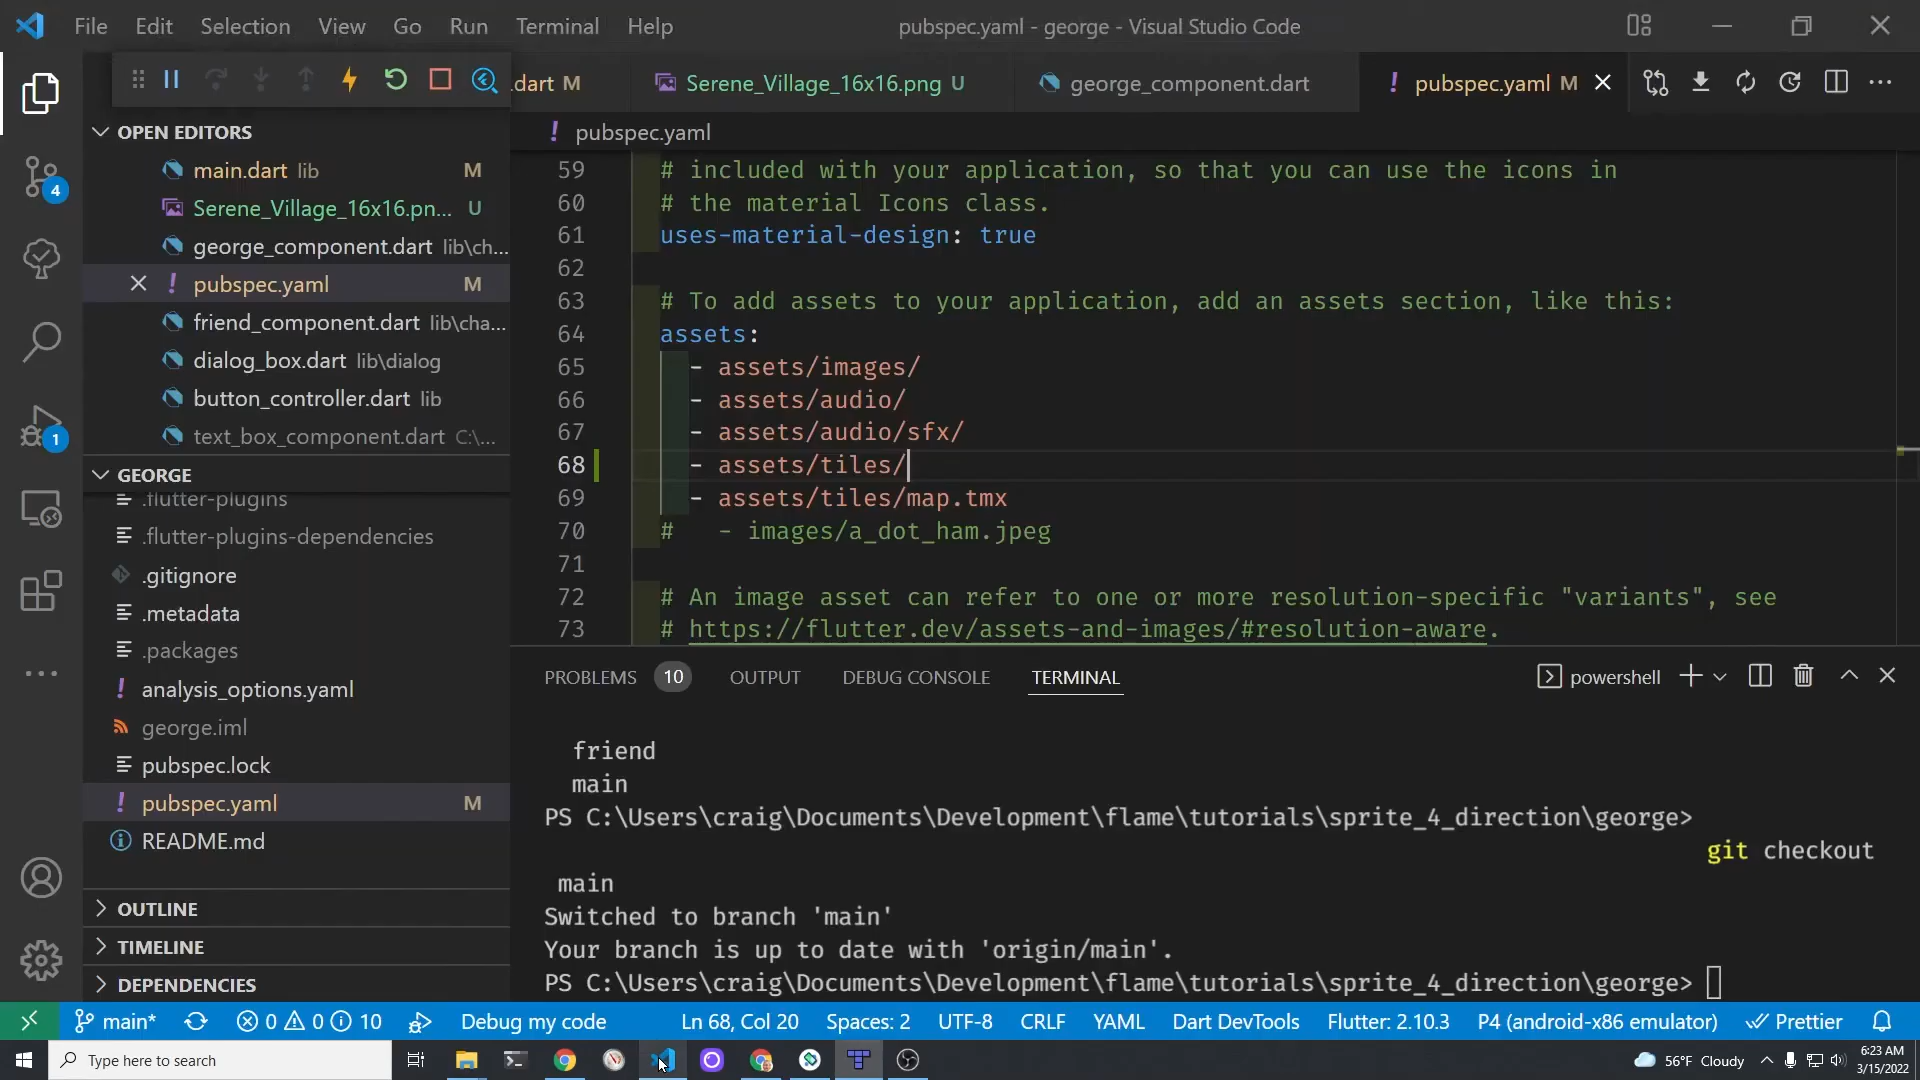 File Edit Selection View Go Run Terminal Help pubspec.yaml - george - Visual Studio Code
.dart M Serene_Village_16x16.png U george_component.dart ! pubspec.yaml M
OPEN EDITORS
main.dart lib M
Serene_Village_16x16.pn... U
george_component.dart lib\ch...
! pubspec.yaml M
friend_component.dart lib\cha...
dialog_box.dart lib\dialog
button_controller.dart lib
text_box_component.dart C:\...
GEORGE
.flutter-plugins
.flutter-plugins-dependencies
.gitignore
.metadata
.packages
! analysis_options.yaml
george.iml
pubspec.lock
! pubspec.yaml M
README.md
OUTLINE
TIMELINE
DEPENDENCIES
4
1
! pubspec.yaml
59 # included with your application, so that you can use the icons in
60 # the material Icons class.
61 uses-material-design: true
62
63 # To add assets to your application, add an assets section, like this:
64 assets:
65 - assets/images/
66 - assets/audio/
67 - assets/audio/sfx/
68 - assets/tiles/
69 - assets/tiles/map.tmx
70 # - images/a_dot_ham.jpeg
71
72 # An image asset can refer to one or more resolution-specific "variants", see
73 # https://flutter.dev/assets-and-images/#resolution-aware.
PROBLEMS 10 OUTPUT DEBUG CONSOLE TERMINAL powershell
friend
main
PS C:\Users\craig\Documents\Development\flame\tutorials\sprite_4_direction\george>
git checkout
main
Switched to branch 'main'
Your branch is up to date with 'origin/main'.
PS C:\Users\craig\Documents\Development\flame\tutorials\sprite_4_direction\george>
main* 0 0 10 Debug my code Ln 68, Col 20 Spaces: 2 UTF-8 CRLF YAML Dart DevTools Flutter: 2.10.3 P4 (android-x86 emulator) Prettier
Type here to search 56°F Cloudy 6:23 AM
3/15/2022